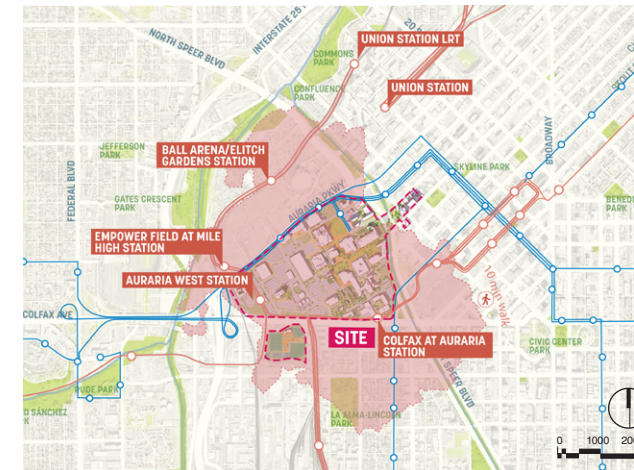 NORTH SPEER BLVD
INTERSTATE 25
COMMONS
PARK
UNION STATION LRT
CONFLUENCE
PARK
UNION STATION
JEFFERSON
PARK
BALL ARENA/ELITCH
GARDENS STATION
FEDERAL BLVD
GATES CRESCENT
PARK
AURARIA PKWY
SKYLINE PARK
BROADWAY
EMPOWER FIELD AT MILE
HIGH STATION
AURARIA WEST STATION
10 min walk
COLFAX AVE
SITE
COLFAX AT AURARIA
STATION
CIVIC CENTER
PARK
SPEER BLVD
RUDE PARK
SÁNCHEZ
LA ALMA-LINCOLN
PARK
0 1000